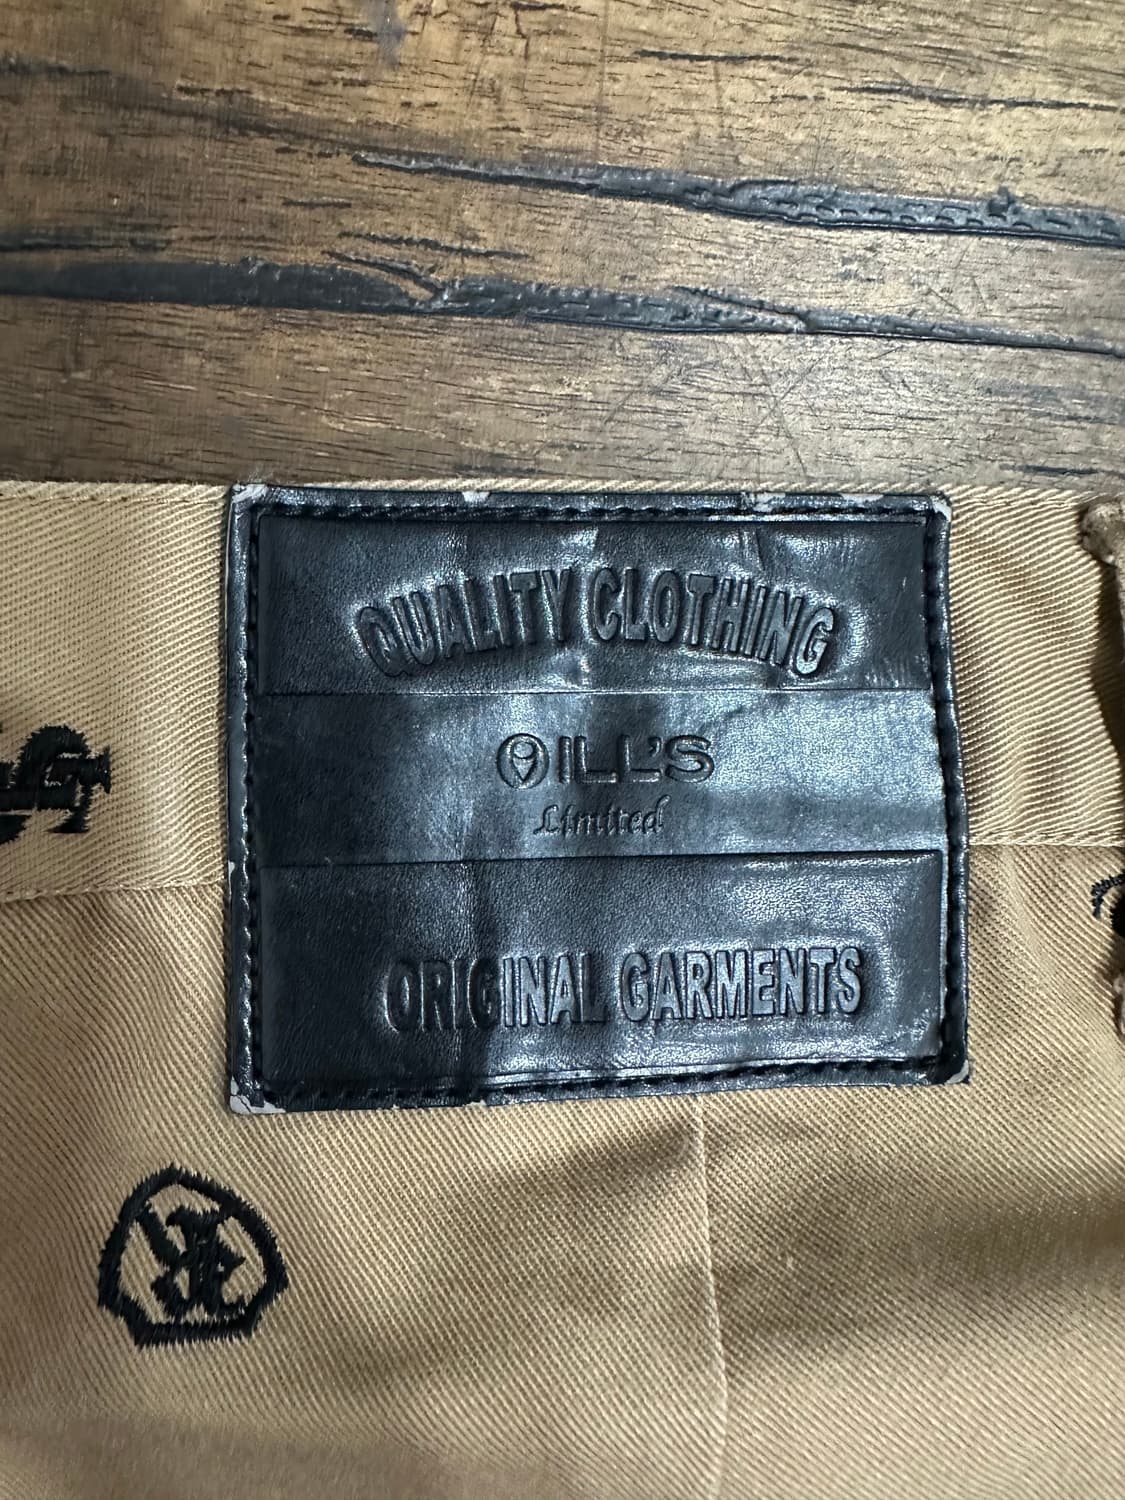 QUALITY CLOTHING
ILL'S
Limited
ORIGINAL GARMENTS